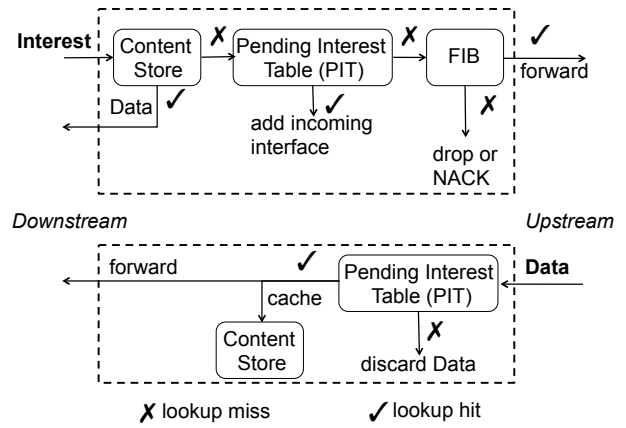 Interest
Content
Store
Pending Interest
Table (PIT)
FIB
forward
Data
add incoming
interface
drop or
NACK
Downstream
Upstream
forward
cache
Pending Interest
Table (PIT)
Data
Content
Store
discard Data
✗ lookup miss
✓ lookup hit